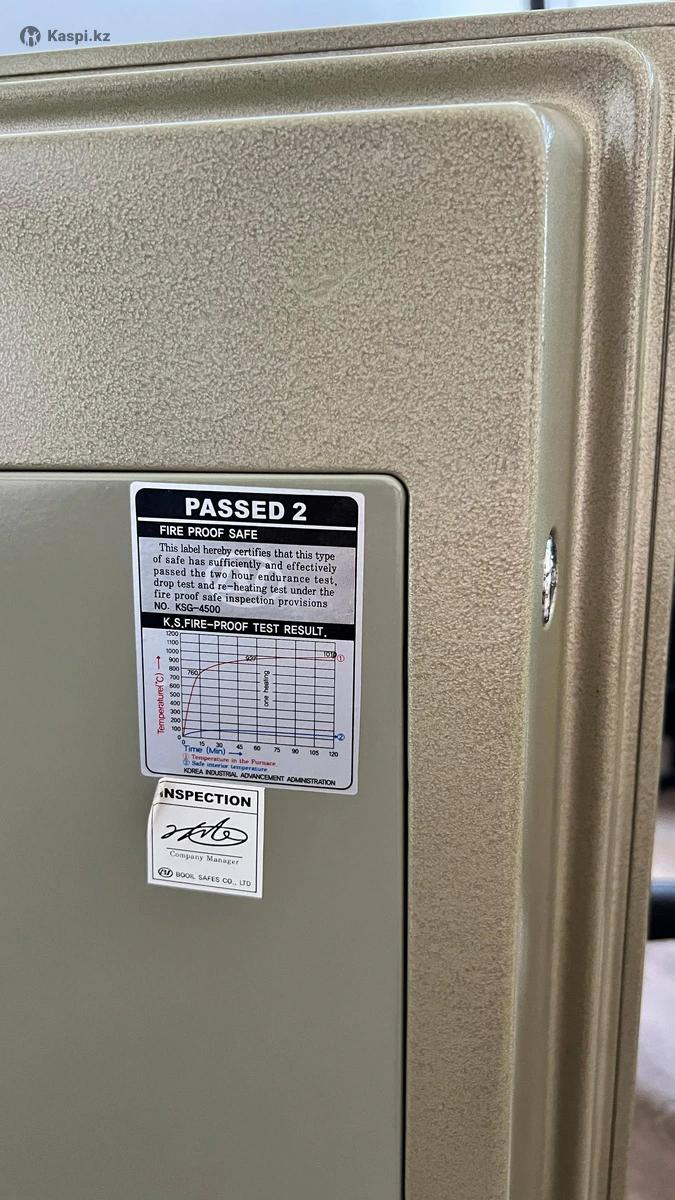 Kaspi.kz
PASSED 2
FIRE PROOF SAFE
This label hereby certifies that this type
of safe has sufficiently and effectively
passed the two hour endurance test,
drop test and re-heating test under the
fire proof safe inspection provisions
NO. KSG-4500
K.S.FIRE-PROOF TEST RESULT.
Temperature(℃) →
1200
1100
1000
900
800
700
600
500
400
300
200
100
0
760
one heating
①
②
15 30 45 60 75 90 105 120
Time (Min) →
① Temperature in the Furnace
② Safe interior temperature
KOREA INDUSTRIAL ADVANCEMENT ADMINISTRATION
INSPECTION
Company Manager
BOOIL SAFES CO., LTD